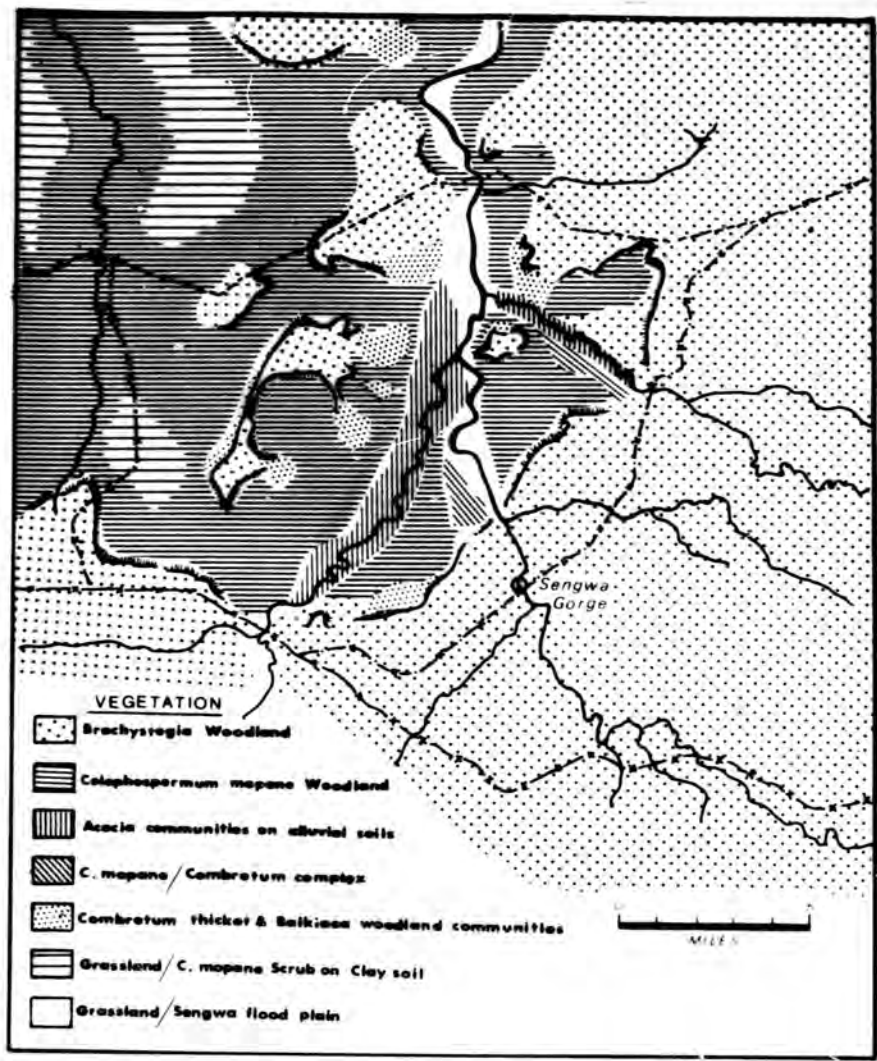 Sengwa
Gorge
VEGETATION
Brachystegia Woodland
Colophospermum mopane Woodland
Acacia communities on alluvial soils
C. mopane/Combretum complex
Combretum thicket & Baikiaea woodland communities
Grassland/C. mopane Scrub on Clay soil
Grassland/Sengwa flood plain
MILES